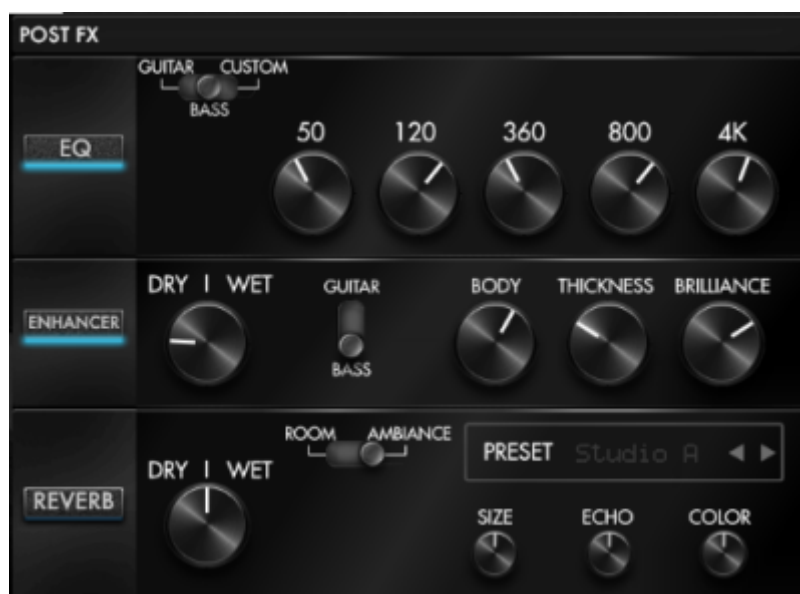 POST FX
GUITAR CUSTOM
BASS
EQ
50 120 360 800 4K
DRY | WET
GUITAR
BODY THICKNESS BRILLIANCE
ENHANCER
BASS
ROOM AMBIANCE
PRESET Studio A
DRY | WET
REVERB
SIZE ECHO COLOR